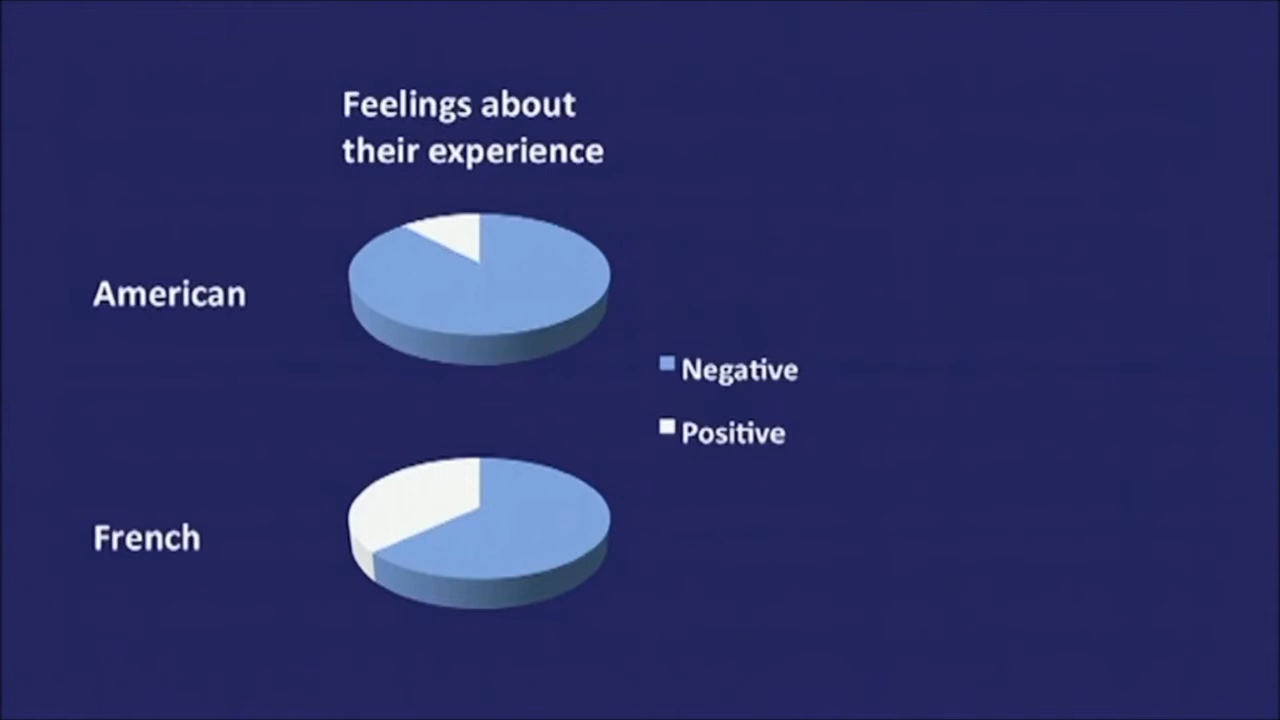 Feelings about
their experience
American
Negative
Positive
French